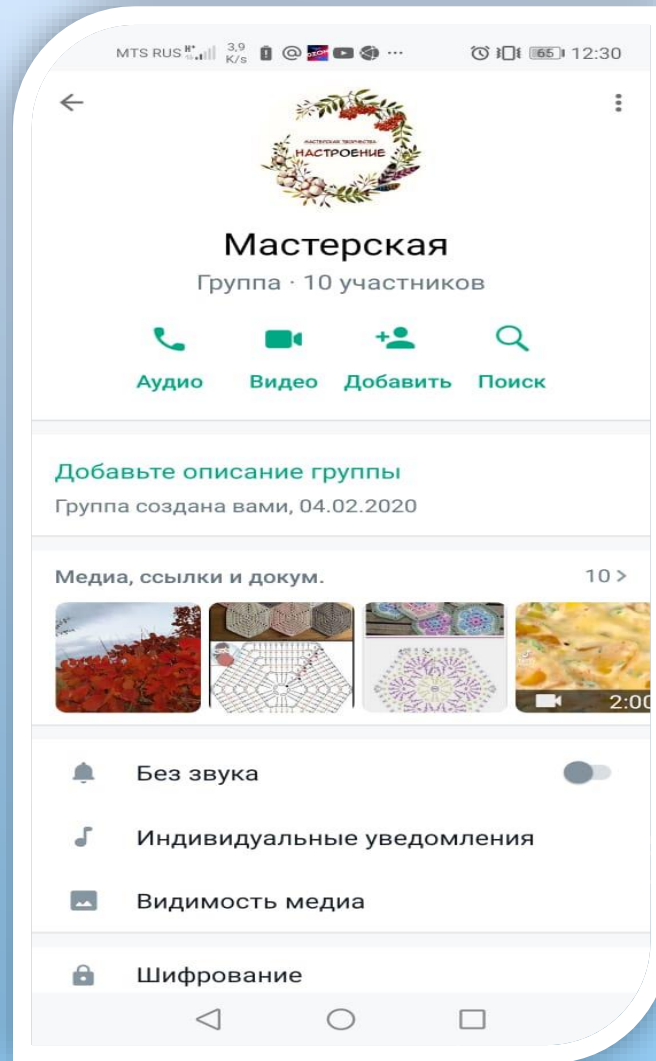 MTS RUS H+ 3,9 K/s 65 12:30
МАСТЕРСКАЯ ТВОРЧЕСТВА
НАСТРОЕНИЕ
Мастерская
Группа · 10 участников
Аудио Видео Добавить Поиск
Добавьте описание группы
Группа создана вами, 04.02.2020
Медиа, ссылки и докум. 10 >
2:00
Без звука
Индивидуальные уведомления
Видимость медиа
Шифрование